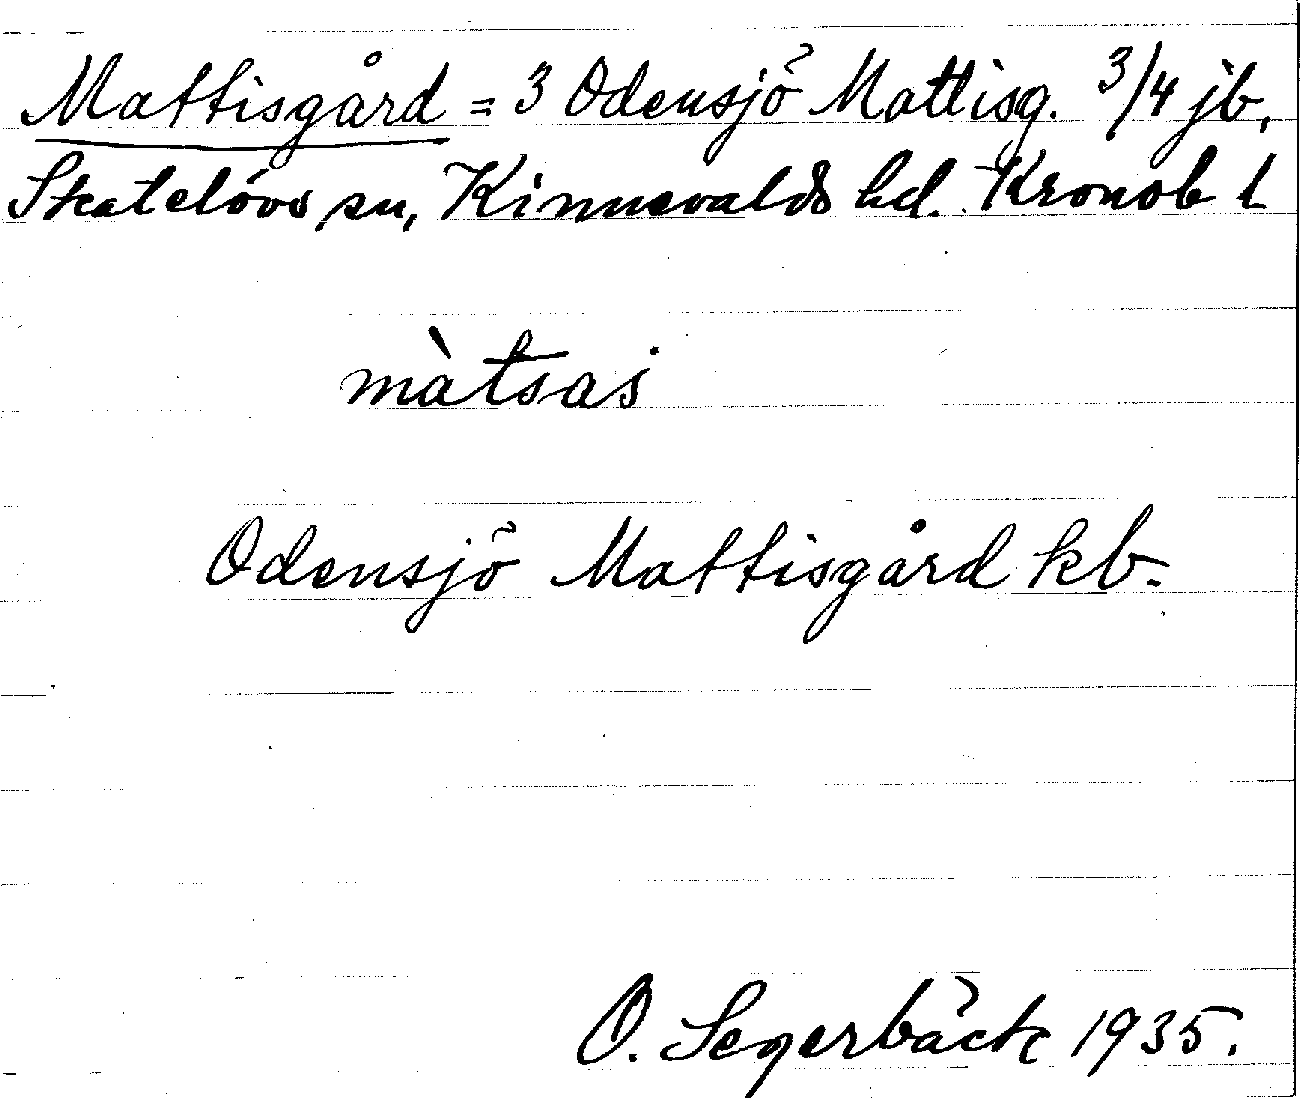 Mattisgård = 3 Odensjö Mattisg. 3/4 jb,
Skatelövs sn, Kinnevalds hd. Kronob l
màtsas
Odensjö Mattisgård kb.
O. Segerbäck 1935.